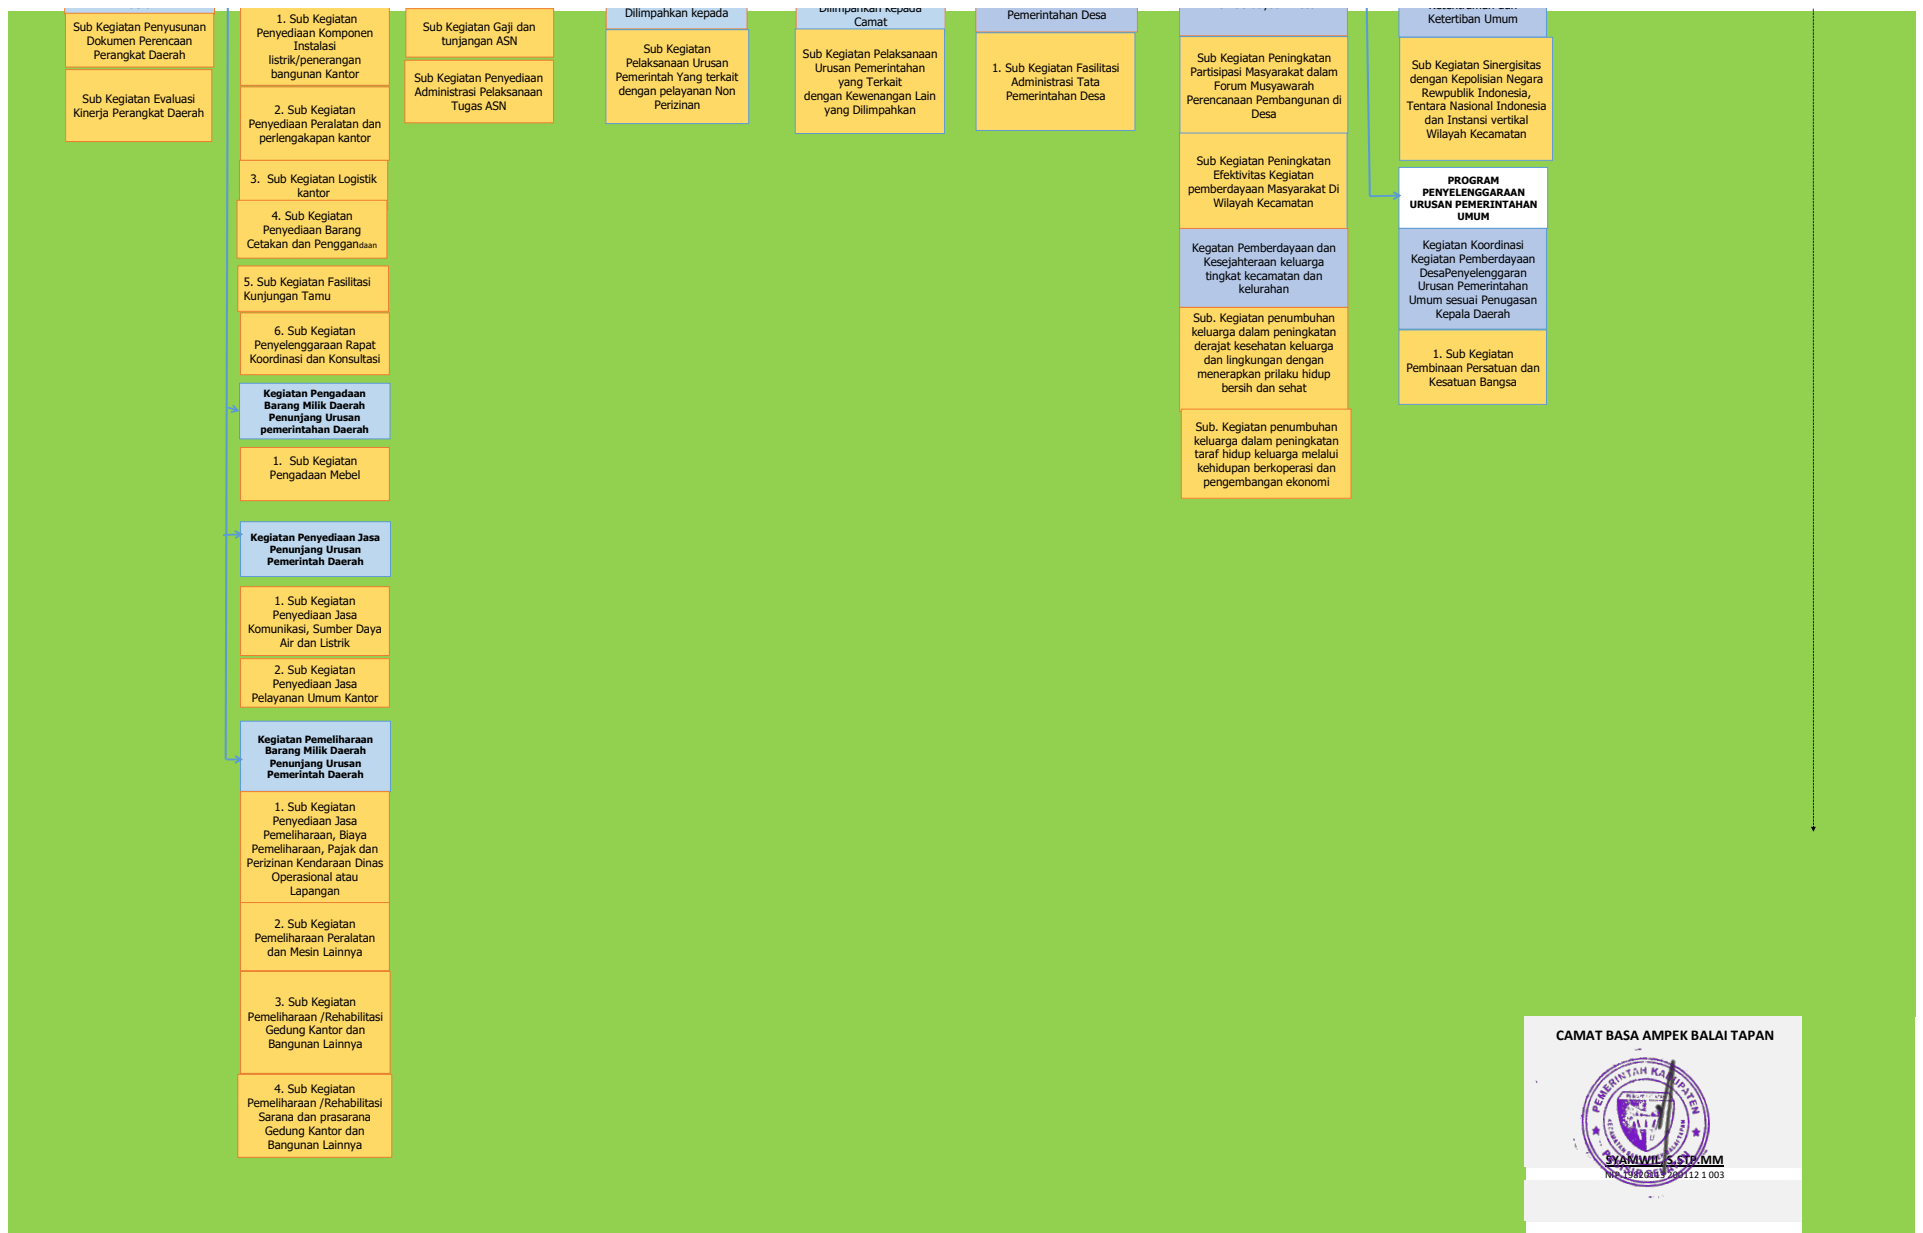 Sub Kegiatan Penyusunan
Dokumen Perencaan
Perangkat Daerah
Sub Kegiatan Evaluasi
Kinerja Perangkat Daerah
1. Sub Kegiatan
Penyediaan Komponen
Instalasi
listrik/penerangan
bangunan Kantor
2. Sub Kegiatan
Penyediaan Peralatan dan
perlengakapan kantor
3. Sub Kegiatan Logistik
kantor
4. Sub Kegiatan
Penyediaan Barang
Cetakan dan Penggandaan
5. Sub Kegiatan Fasilitasi
Kunjungan Tamu
6. Sub Kegiatan
Penyelenggaraan Rapat
Koordinasi dan Konsultasi
Kegiatan Pengadaan
Barang Milik Daerah
Penunjang Urusan
pemerintahan Daerah
1. Sub Kegiatan
Pengadaan Mebel
Kegiatan Penyediaan Jasa
Penunjang Urusan
Pemerintah Daerah
1. Sub Kegiatan
Penyediaan Jasa
Komunikasi, Sumber Daya
Air dan Listrik
2. Sub Kegiatan
Penyediaan Jasa
Pelayanan Umum Kantor
Kegiatan Pemeliharaan
Barang Milik Daerah
Penunjang Urusan
Pemerintah Daerah
1. Sub Kegiatan
Penyediaan Jasa
Pemeliharaan, Biaya
Pemeliharaan, Pajak dan
Perizinan Kendaraan Dinas
Operasional atau
Lapangan
2. Sub Kegiatan
Pemeliharaan Peralatan
dan Mesin Lainnya
3. Sub Kegiatan
Pemeliharaan /Rehabilitasi
Gedung Kantor dan
Bangunan Lainnya
4. Sub Kegiatan
Pemeliharaan /Rehabilitasi
Sarana dan prasarana
Gedung Kantor dan
Bangunan Lainnya
Sub Kegiatan Gaji dan
tunjangan ASN
Sub Kegiatan Penyediaan
Administrasi Pelaksanaan
Tugas ASN
Dilimpahkan kepada
Sub Kegiatan
Pelaksanaan Urusan
Pemerintah Yang terkait
dengan pelayanan Non
Perizinan
Dilimpahkan kepada
Camat
Sub Kegiatan Pelaksanaan
Urusan Pemerintahan
yang Terkait
dengan Kewenangan Lain
yang Dilimpahkan
Pemerintahan Desa
1. Sub Kegiatan Fasilitasi
Administrasi Tata
Pemerintahan Desa
Sub Kegiatan Peningkatan
Partisipasi Masyarakat dalam
Forum Musyawarah
Perencanaan Pembangunan di
Desa
Sub Kegiatan Peningkatan
Efektivitas Kegiatan
pemberdayaan Masyarakat Di
Wilayah Kecamatan
Kegatan Pemberdayaan dan
Kesejahteraan keluarga
tingkat kecamatan dan
kelurahan
Sub. Kegiatan penumbuhan
keluarga dalam peningkatan
derajat kesehatan keluarga
dan lingkungan dengan
menerapkan prilaku hidup
bersih dan sehat
Sub. Kegiatan penumbuhan
keluarga dalam peningkatan
taraf hidup keluarga melalui
kehidupan berkoperasi dan
pengembangan ekonomi
Ketertiban Umum
Sub Kegiatan Sinergisitas
dengan Kepolisian Negara
Rewpublik Indonesia,
Tentara Nasional Indonesia
dan Instansi vertikal
Wilayah Kecamatan
PROGRAM
PENYELENGGARAAN
URUSAN PEMERINTAHAN
UMUM
Kegiatan Koordinasi
Kegiatan Pemberdayaan
DesaPenyelenggaran
Urusan Pemerintahan
Umum sesuai Penugasan
Kepala Daerah
1. Sub Kegiatan
Pembinaan Persatuan dan
Kesatuan Bangsa
CAMAT BASA AMPEK BALAI TAPAN
PEMERINTAH KABUPATEN
SYAMWIL,S.STP.MM
1 003